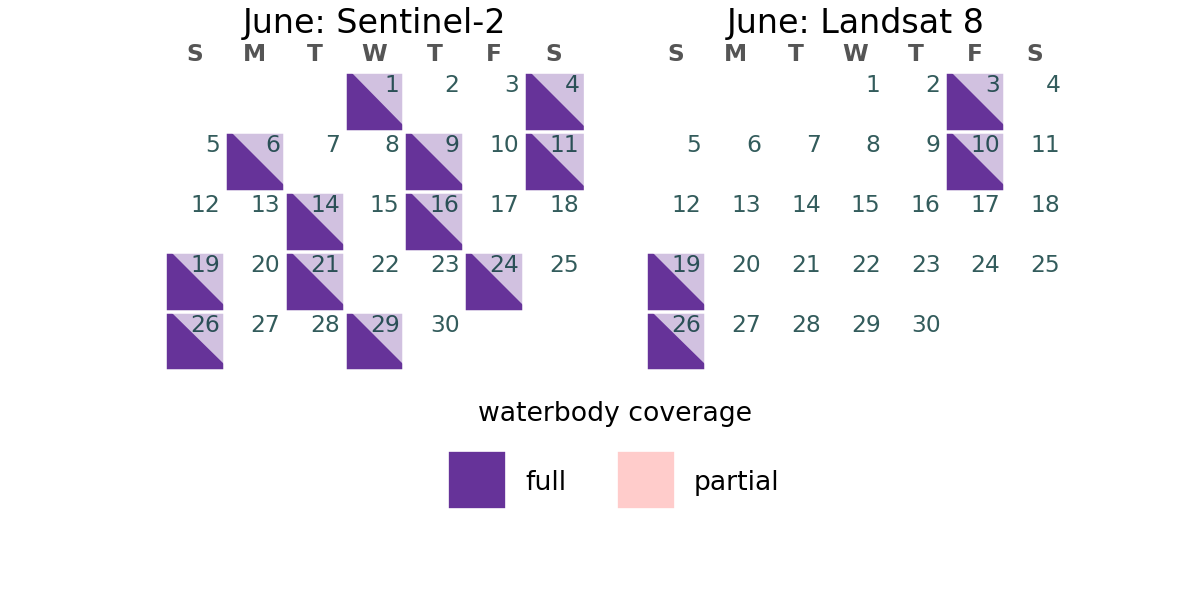 June: Sentinel-2
S M T W T F S
1 2 3 4
5 6 7 8 9 10 11
12 13 14 15 16 17 18
19 20 21 22 23 24 25
26 27 28 29 30
June: Landsat 8
S M T W T F S
1 2 3 4
5 6 7 8 9 10 11
12 13 14 15 16 17 18
19 20 21 22 23 24 25
26 27 28 29 30
waterbody coverage
full partial